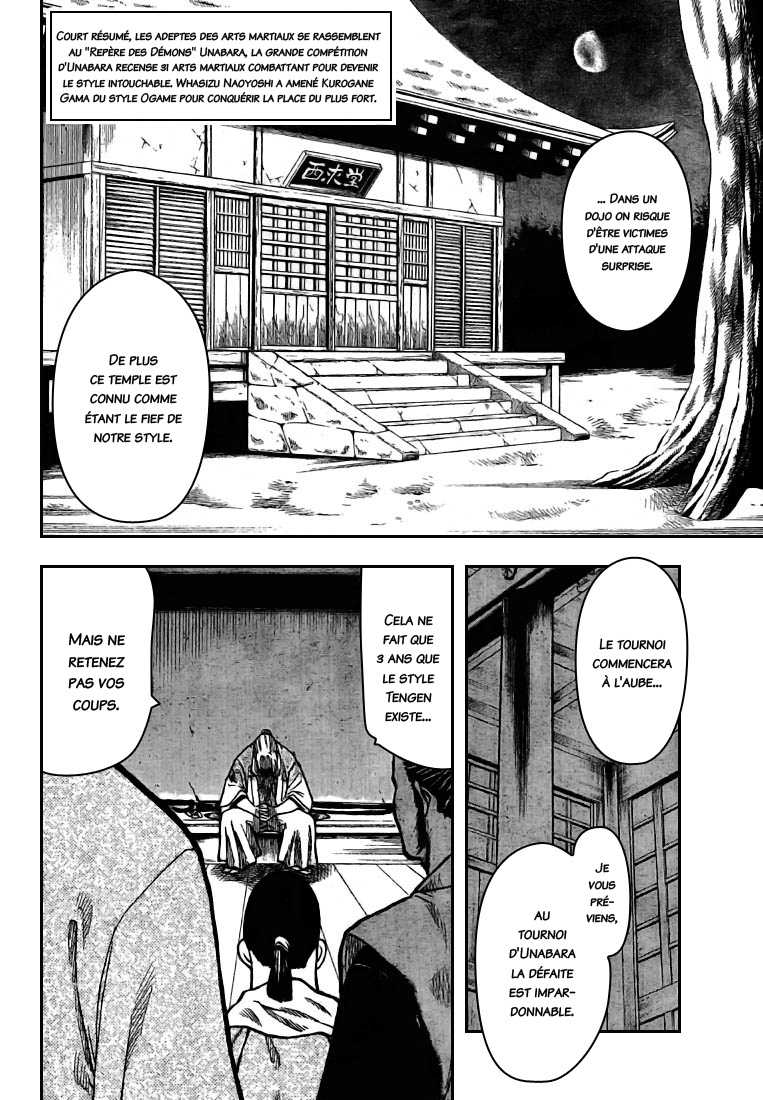 Court résumé, les adeptes des arts martiaux se rassemblent
au "Repère des Démons" Unabara, la grande compétition
d'Unabara recense 31 arts martiaux combattant pour devenir
le style intouchable. Whasizu Naoyoshi a amené Kurogane
Gama du style Ogame pour conquérir la place du plus fort.
西求堂
... Dans un
dojo on risque
d'être victimes
d'une attaque
surprise.
De plus
ce temple est
connu comme
étant le fief de
notre style.
Le tournoi
commencera
à l'aube...
Je
vous
pré-
viens,
au
tournoi
d'Unabara
la défaite
est impar-
donnable.
Cela ne
fait que
3 ans que
le style
Tengen
existe...
Mais ne
retenez
pas vos
coups.